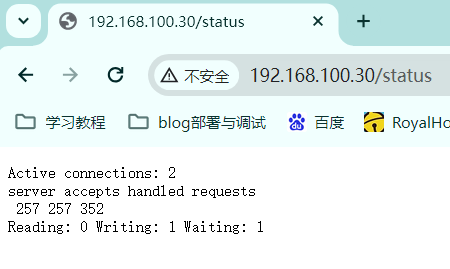 192.168.100.30/status
不安全 192.168.100.30/status
学习教程 blog部署与调试 百度 RoyalHo
Active connections: 2
server accepts handled requests
257 257 352
Reading: 0 Writing: 1 Waiting: 1